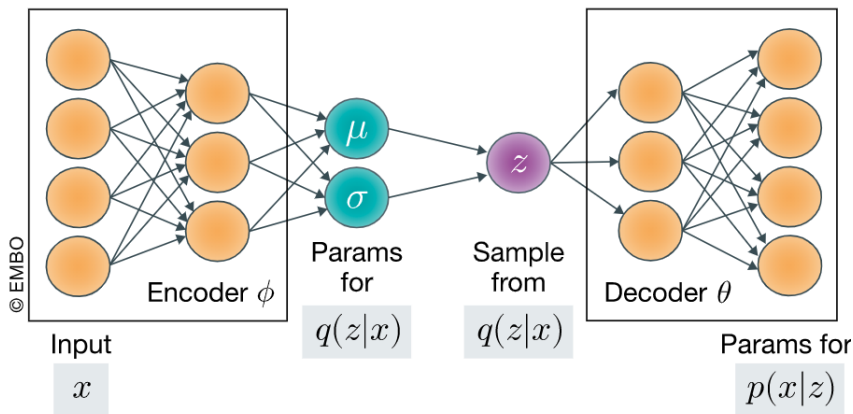 μ
σ
z
© EMBO
Encoder ϕ
Params
for
q(z|x)
Sample
from
q(z|x)
Decoder θ
Input
x
Params for
p(x|z)